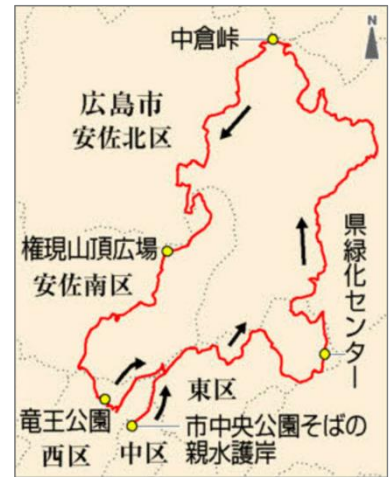 N
中倉峠
広島市
安佐北区
権現山頂広場
安佐南区
県緑化センター
東区
竜王公園
西区
中区
市中央公園そばの
親水護岸